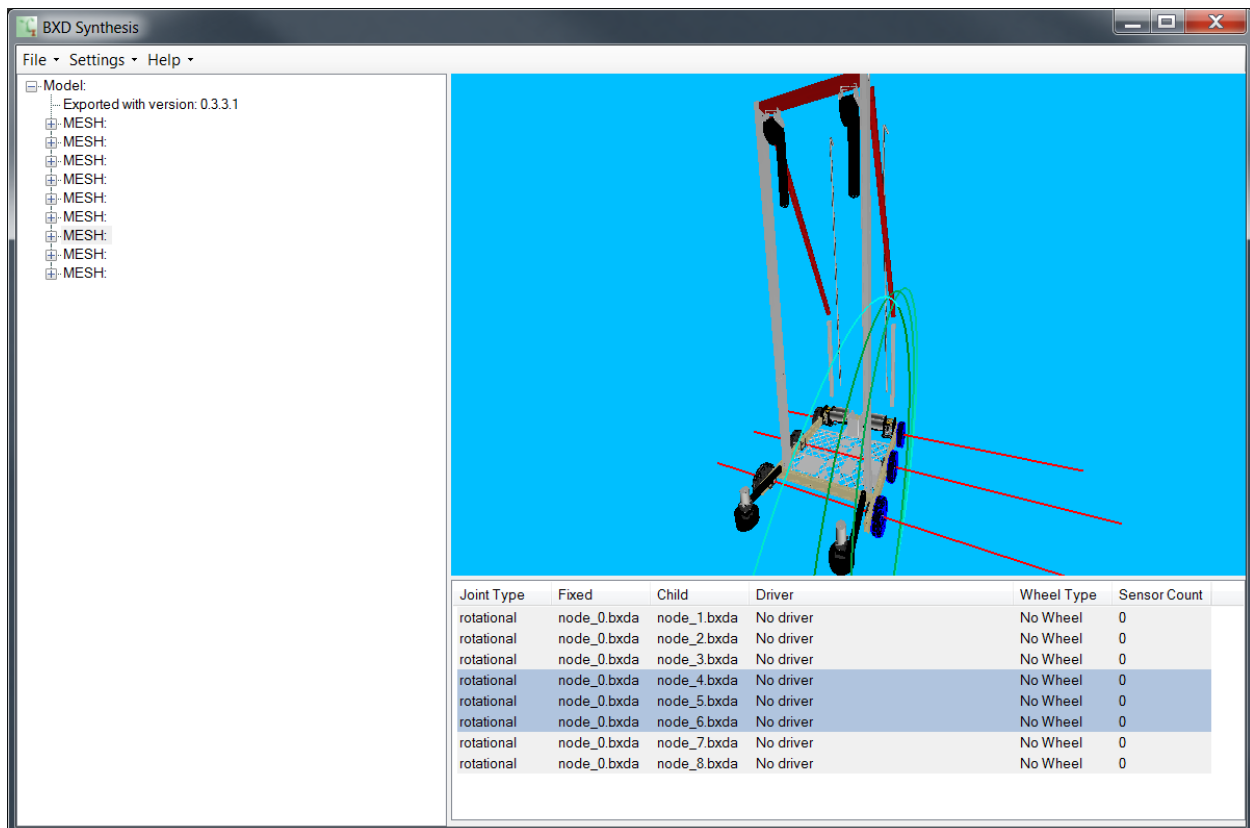 BXD Synthesis
File Settings Help
Model:
Exported with version: 0.3.3.1
MESH:
MESH:
MESH:
MESH:
MESH:
MESH:
MESH:
MESH:
MESH:
Joint Type Fixed Child Driver Wheel Type Sensor Count
rotational node_0.bxda node_1.bxda No driver No Wheel 0
rotational node_0.bxda node_2.bxda No driver No Wheel 0
rotational node_0.bxda node_3.bxda No driver No Wheel 0
rotational node_0.bxda node_4.bxda No driver No Wheel 0
rotational node_0.bxda node_5.bxda No driver No Wheel 0
rotational node_0.bxda node_6.bxda No driver No Wheel 0
rotational node_0.bxda node_7.bxda No driver No Wheel 0
rotational node_0.bxda node_8.bxda No driver No Wheel 0